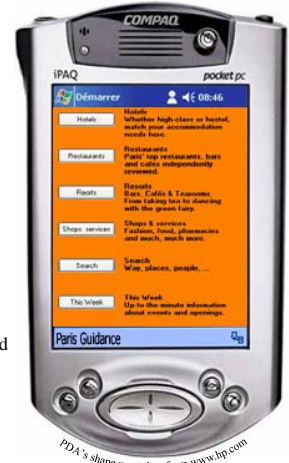 COMPAQ
iPAQ pocket pc
Démarrer 08:46
Hotels
Hotels
Whether high-class or hostel,
match your accommodation
needs here.
Restaurants
Restaurants
Paris' top restaurants, bars
and cafes independently
reviewed.
Resorts
Bars, Cafés & Tearooms.
From taking tea to dancing
with the green fairy.
Shops services
Shops & services
Fashion, food, pharmacies
and much, much more.
Search
Search
Way, places, people, ...
This Week
This Week
Up-to the minute information
about events and openings.
Paris Guidance
d
PDA's shape www.hp.com